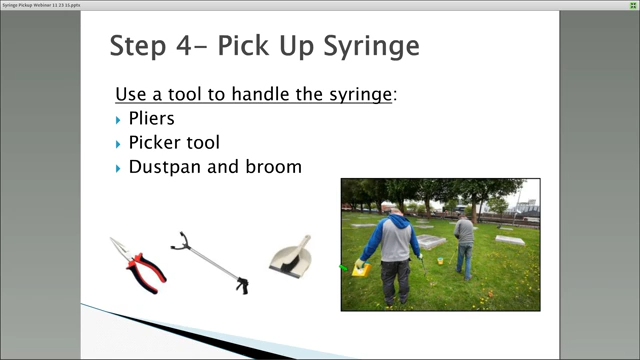 Syringe Pickup Webinar 11 23 16.pptx
Step 4– Pick Up Syringe
Use a tool to handle the syringe:
Pliers
Picker tool
Dustpan and broom